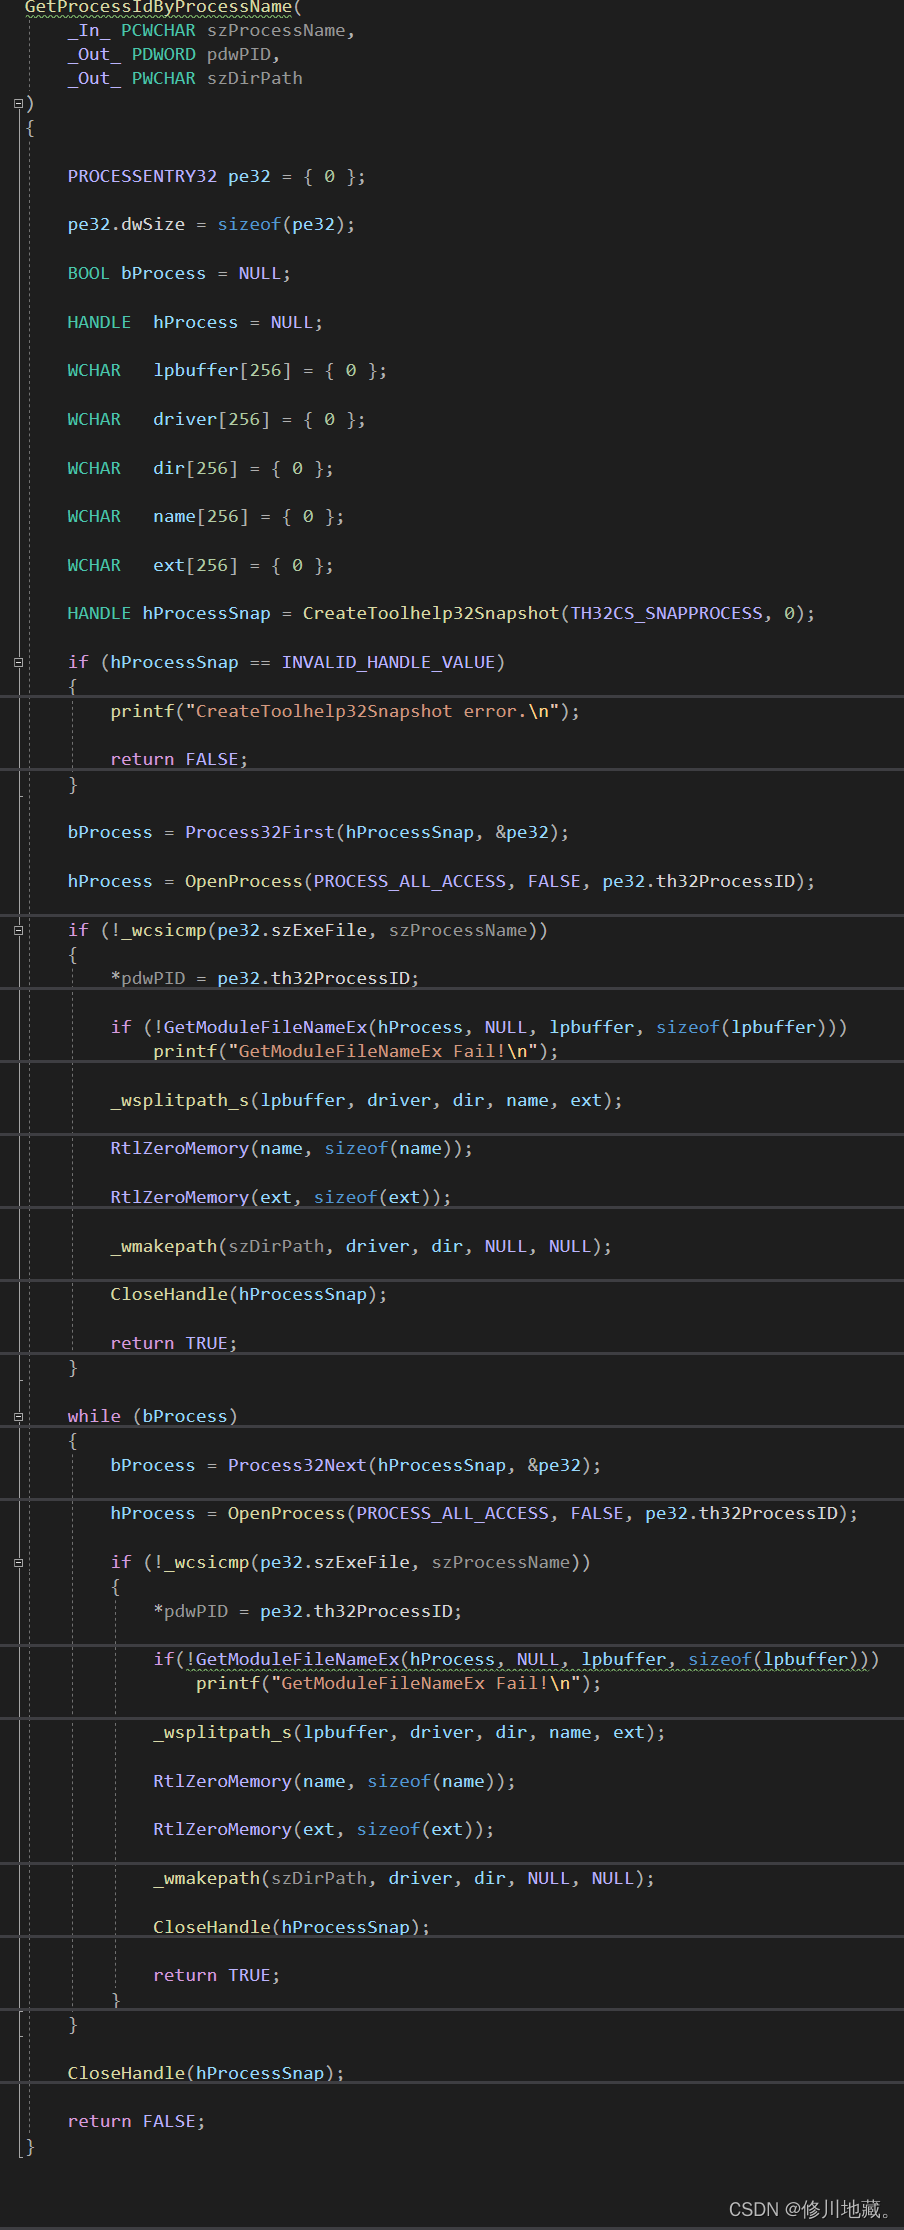 GetProcessIdByProcessName(
_In_ PCWCHAR szProcessName,
_Out_ PDWORD pdwPID,
_Out_ PWCHAR szDirPath
)
{
PROCESSENTRY32 pe32 = { 0 };
pe32.dwSize = sizeof(pe32);
BOOL bProcess = NULL;
HANDLE  hProcess = NULL;
WCHAR   lpbuffer[256] = { 0 };
WCHAR   driver[256] = { 0 };
WCHAR   dir[256] = { 0 };
WCHAR   name[256] = { 0 };
WCHAR   ext[256] = { 0 };
HANDLE hProcessSnap = CreateToolhelp32Snapshot(TH32CS_SNAPPROCESS, 0);
if (hProcessSnap == INVALID_HANDLE_VALUE)
{
printf("CreateToolhelp32Snapshot error.\n");
return FALSE;
}
bProcess = Process32First(hProcessSnap, &pe32);
hProcess = OpenProcess(PROCESS_ALL_ACCESS, FALSE, pe32.th32ProcessID);
if (!_wcsicmp(pe32.szExeFile, szProcessName))
{
*pdwPID = pe32.th32ProcessID;
if (!GetModuleFileNameEx(hProcess, NULL, lpbuffer, sizeof(lpbuffer)))
printf("GetModuleFileNameEx Fail!\n");
_wsplitpath_s(lpbuffer, driver, dir, name, ext);
RtlZeroMemory(name, sizeof(name));
RtlZeroMemory(ext, sizeof(ext));
_wmakepath(szDirPath, driver, dir, NULL, NULL);
CloseHandle(hProcessSnap);
return TRUE;
}
while (bProcess)
{
bProcess = Process32Next(hProcessSnap, &pe32);
hProcess = OpenProcess(PROCESS_ALL_ACCESS, FALSE, pe32.th32ProcessID);
if (!_wcsicmp(pe32.szExeFile, szProcessName))
{
*pdwPID = pe32.th32ProcessID;
if(!GetModuleFileNameEx(hProcess, NULL, lpbuffer, sizeof(lpbuffer)))
printf("GetModuleFileNameEx Fail!\n");
_wsplitpath_s(lpbuffer, driver, dir, name, ext);
RtlZeroMemory(name, sizeof(name));
RtlZeroMemory(ext, sizeof(ext));
_wmakepath(szDirPath, driver, dir, NULL, NULL);
CloseHandle(hProcessSnap);
return TRUE;
}
}
CloseHandle(hProcessSnap);
return FALSE;
}
CSDN @修川地藏。